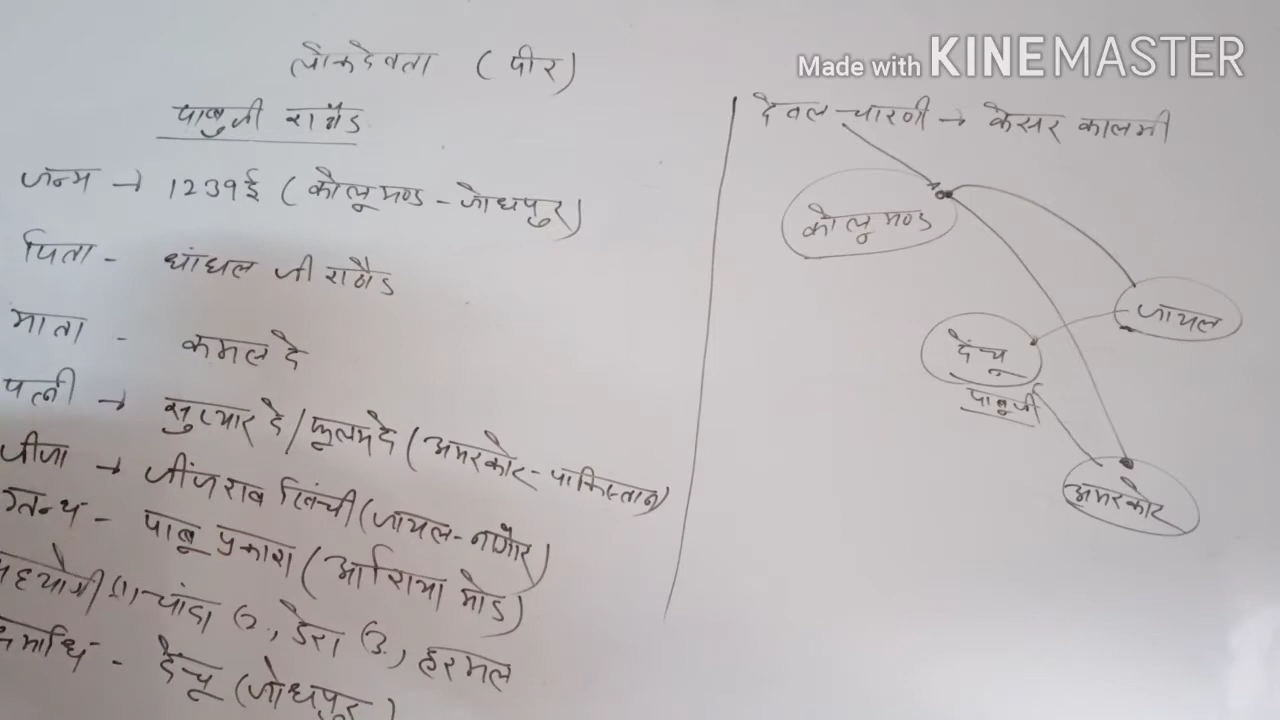 लोकदेवता (पीर)
पाबुजी राठौड
जन्म → 1239ई (कोलूमण्ड - जोधपुर)
पिता - धांधल जी राठौड
माता - कमल दे
पत्नी → सुप्यार दे / फूलमदे (अमरकोट - पाकिस्तान)
जीजा → जींजराव खिंची (जायल - नागौर)
ग्रन्थ - पाबू प्रकाश (आशिया मोड)
सहयोगी (1) चांदा (2), डेरा (3), हरमल
समाधि - देंचू (जोधपुर)
Made with KINEMASTER
देवल चारणी → केसर कालमी
कोलूमण्ड
जायल
देंचू
पाबूजी
अमरकोट